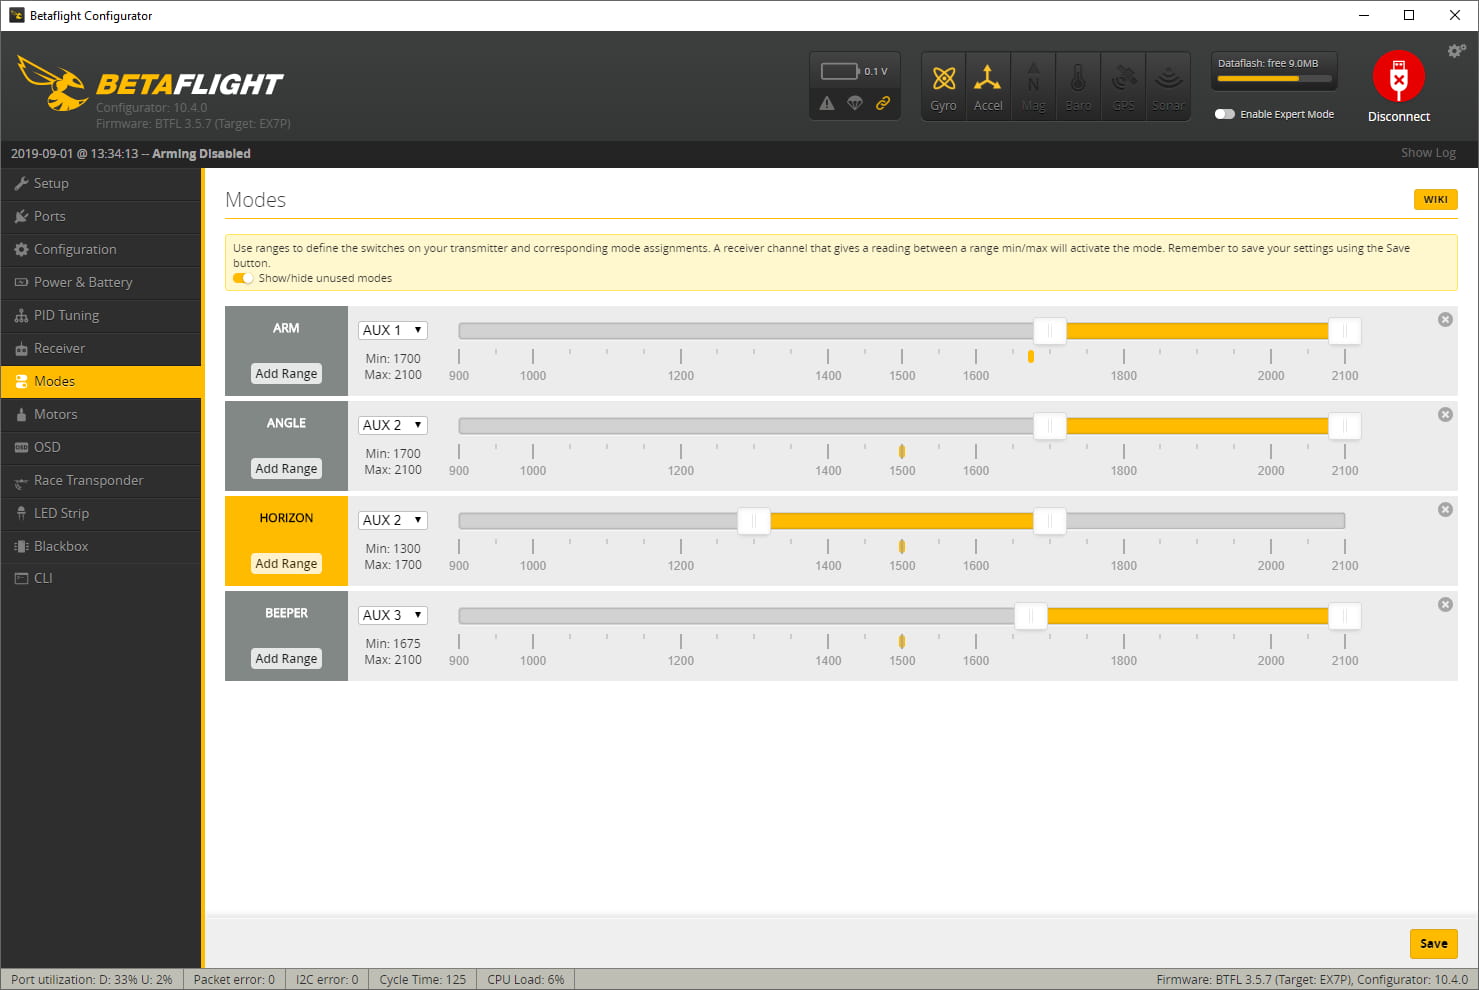 Betaflight Configurator
BETAFLIGHT
Configurator: 10.4.0
Firmware: BTFL 3.5.7 (Target: EX7P)
0.1 V
Gyro
Accel
N
Mag
Baro
GPS
Sonar
Dataflash: free 9.0MB
Enable Expert Mode
Disconnect
2019-09-01 @ 13:34:13 -- Arming Disabled
Show Log
Setup
Ports
Configuration
Power & Battery
PID Tuning
Receiver
Modes
Motors
OSD
Race Transponder
LED Strip
Blackbox
CLI
Modes
WIKI
Use ranges to define the switches on your transmitter and corresponding mode assignments. A receiver channel that gives a reading between a range min/max will activate the mode. Remember to save your settings using the Save
button.
Show/hide unused modes
ARM
Add Range
AUX 1
Min: 1700
Max: 2100
900 1000 1200 1400 1500 1600 1800 2000 2100
ANGLE
Add Range
AUX 2
Min: 1700
Max: 2100
900 1000 1200 1400 1500 1600 1800 2000 2100
HORIZON
Add Range
AUX 2
Min: 1300
Max: 1700
900 1000 1200 1400 1500 1600 1800 2000 2100
BEEPER
Add Range
AUX 3
Min: 1675
Max: 2100
900 1000 1200 1400 1500 1600 1800 2000 2100
Save
Port utilization: D: 33% U: 2%
Packet error: 0
I2C error: 0
Cycle Time: 125
CPU Load: 6%
Firmware: BTFL 3.5.7 (Target: EX7P), Configurator: 10.4.0